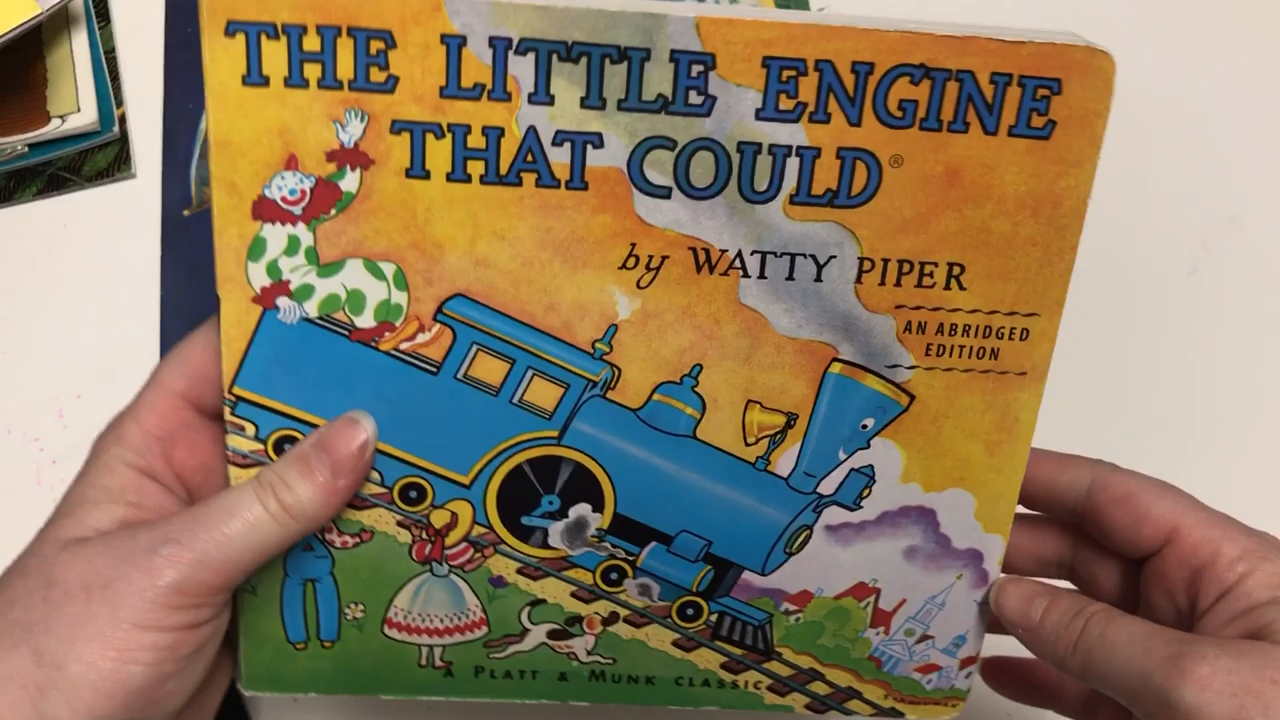 THE LITTLE ENGINE
THAT COULD®
by WATTY PIPER
AN ABRIDGED
EDITION
A PLATT & MUNK CLASSIC